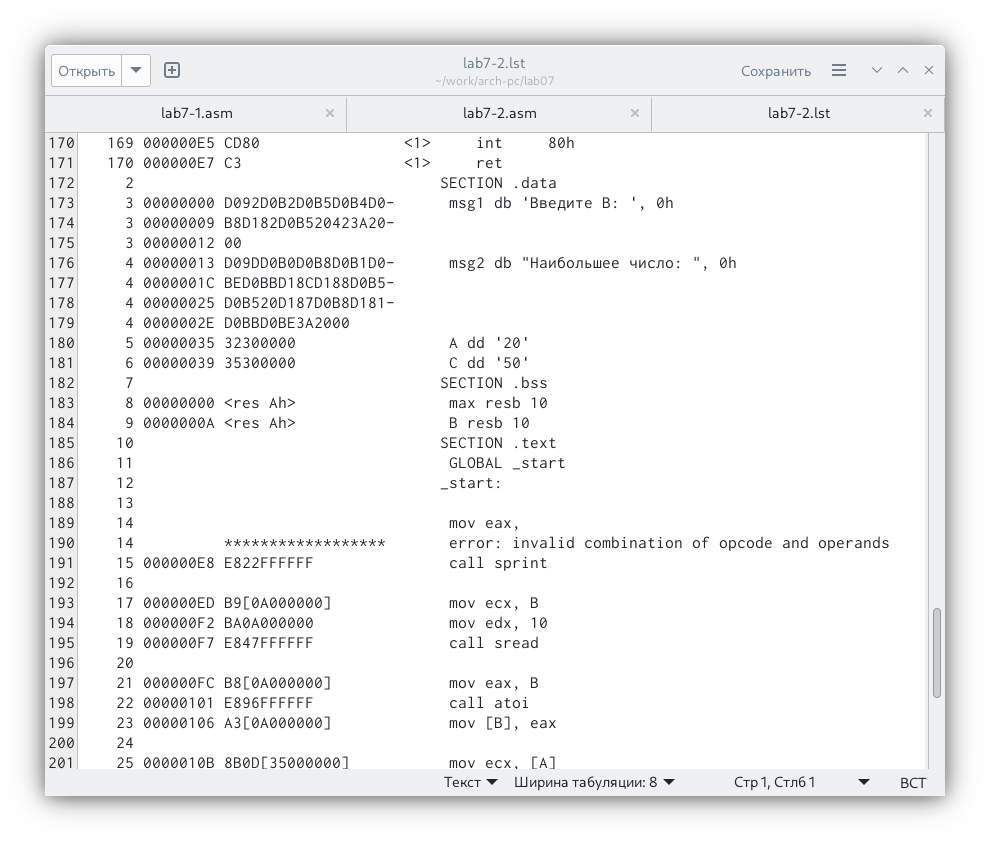 Открыть lab7-2.lst Сохранить
~/work/arch-pc/lab07
lab7-1.asm × lab7-2.asm × lab7-2.lst ×
170 169 000000E5 CD80 <1> int 80h
171 170 000000E7 C3 <1> ret
172 2 SECTION .data
173 3 00000000 D092D0B2D0B5D0B4D0- msg1 db 'Введите B: ', 0h
174 3 00000009 B8D182D0B520423A20-
175 3 00000012 00
176 4 00000013 D09DD0B0D0B8D0B1D0- msg2 db "Наибольшее число: ", 0h
177 4 0000001C BED0BBD18CD188D0B5-
178 4 00000025 D0B520D187D0B8D181-
179 4 0000002E D0BBD0BE3A2000
180 5 00000035 32300000 A dd '20'
181 6 00000039 35300000 C dd '50'
182 7 SECTION .bss
183 8 00000000 <res Ah> max resb 10
184 9 0000000A <res Ah> B resb 10
185 10 SECTION .text
186 11 GLOBAL _start
187 12 _start:
188 13
189 14 mov eax,
190 14 ****************** error: invalid combination of opcode and operands
191 15 000000E8 E822FFFFFF call sprint
192 16
193 17 000000ED B9[0A000000] mov ecx, B
194 18 000000F2 BA0A000000 mov edx, 10
195 19 000000F7 E847FFFFFF call sread
196 20
197 21 000000FC B8[0A000000] mov eax, B
198 22 00000101 E896FFFFFF call atoi
199 23 00000106 A3[0A000000] mov [B], eax
200 24
201 25 0000010B 8B0D[35000000] mov ecx, [A]
Текст Ширина табуляции: 8 Стр 1, Стлб 1 ВСТ